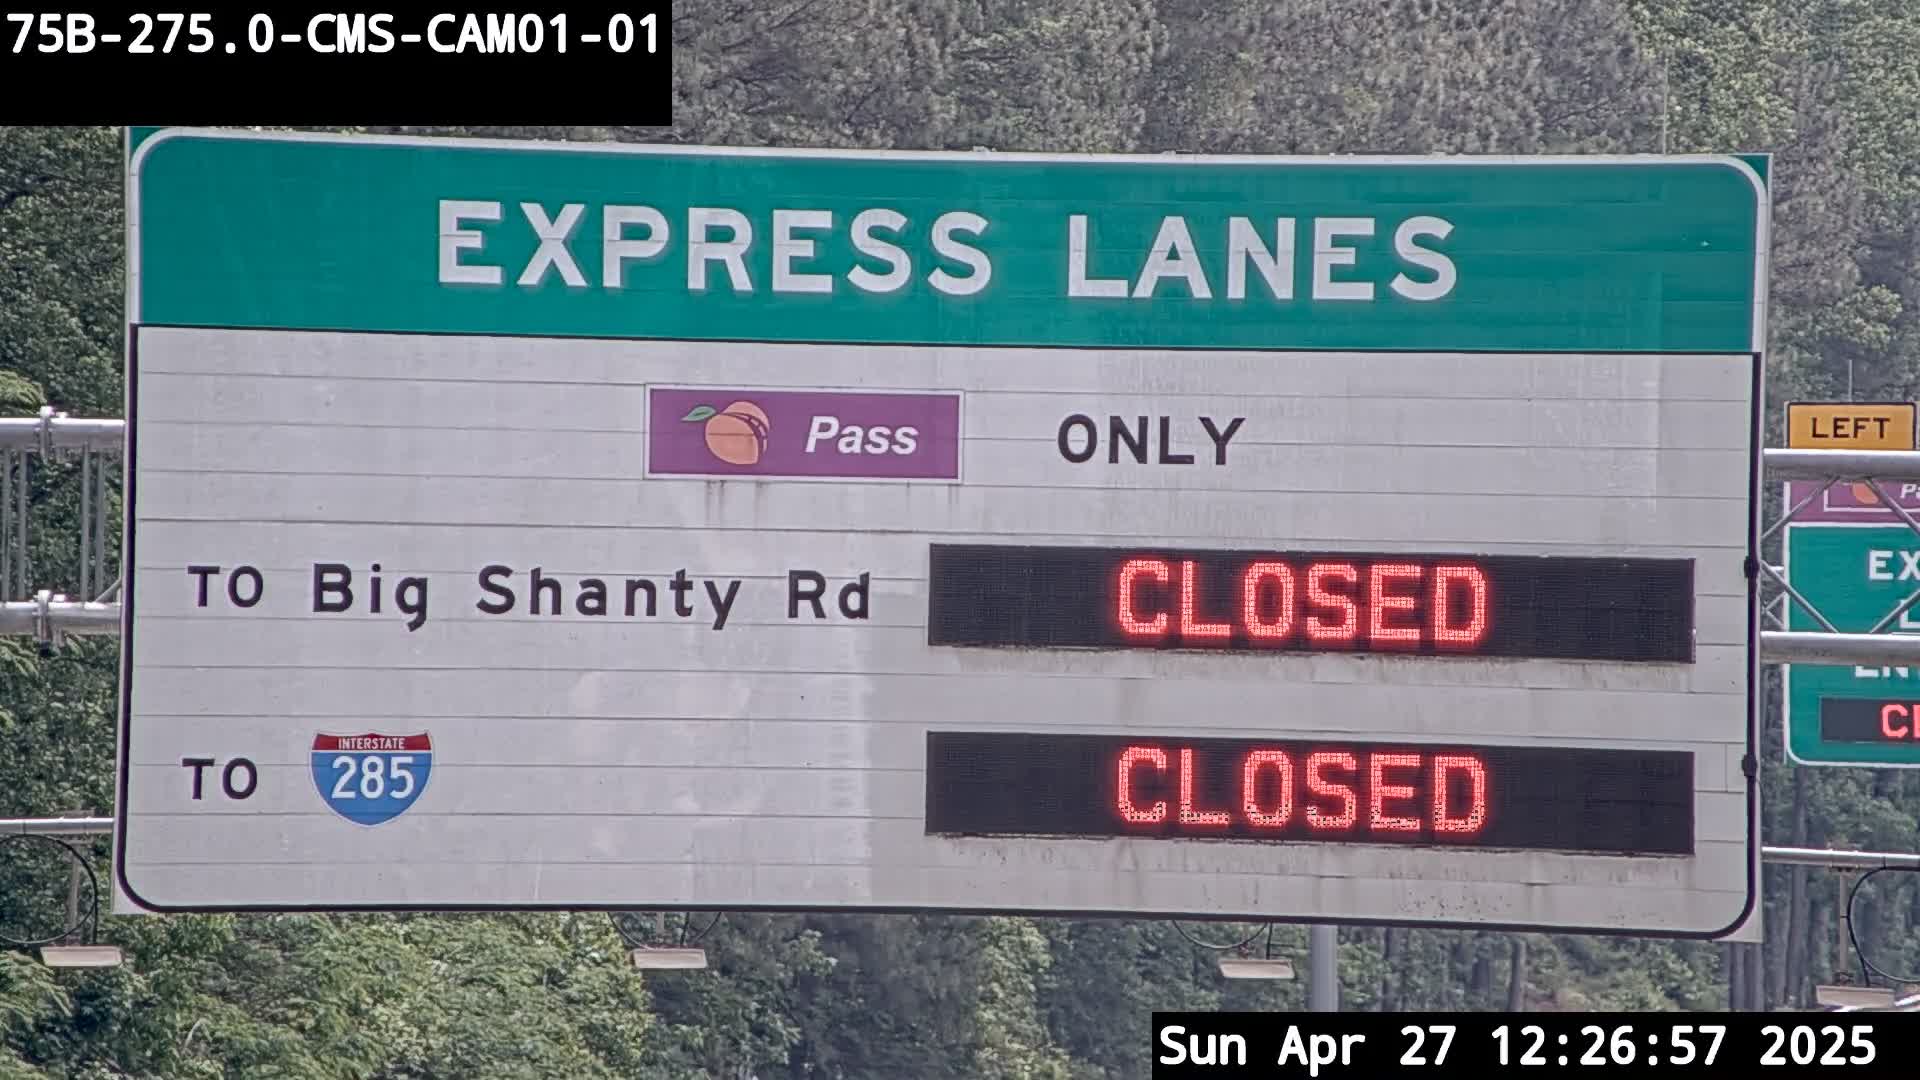 75B-275.0-CMS-CAM01-01
EXPRESS LANES
Pass ONLY
TO Big Shanty Rd CLOSED
TO INTERSTATE 285 CLOSED
LEFT
EX
Sun Apr 27 12:26:57 2025